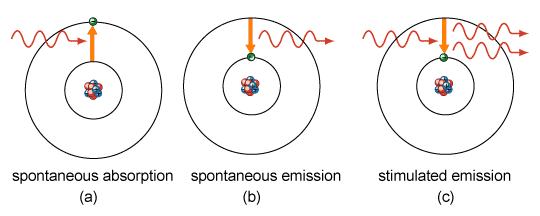 spontaneous absorption spontaneous emission stimulated emission
(a) (b) (c)